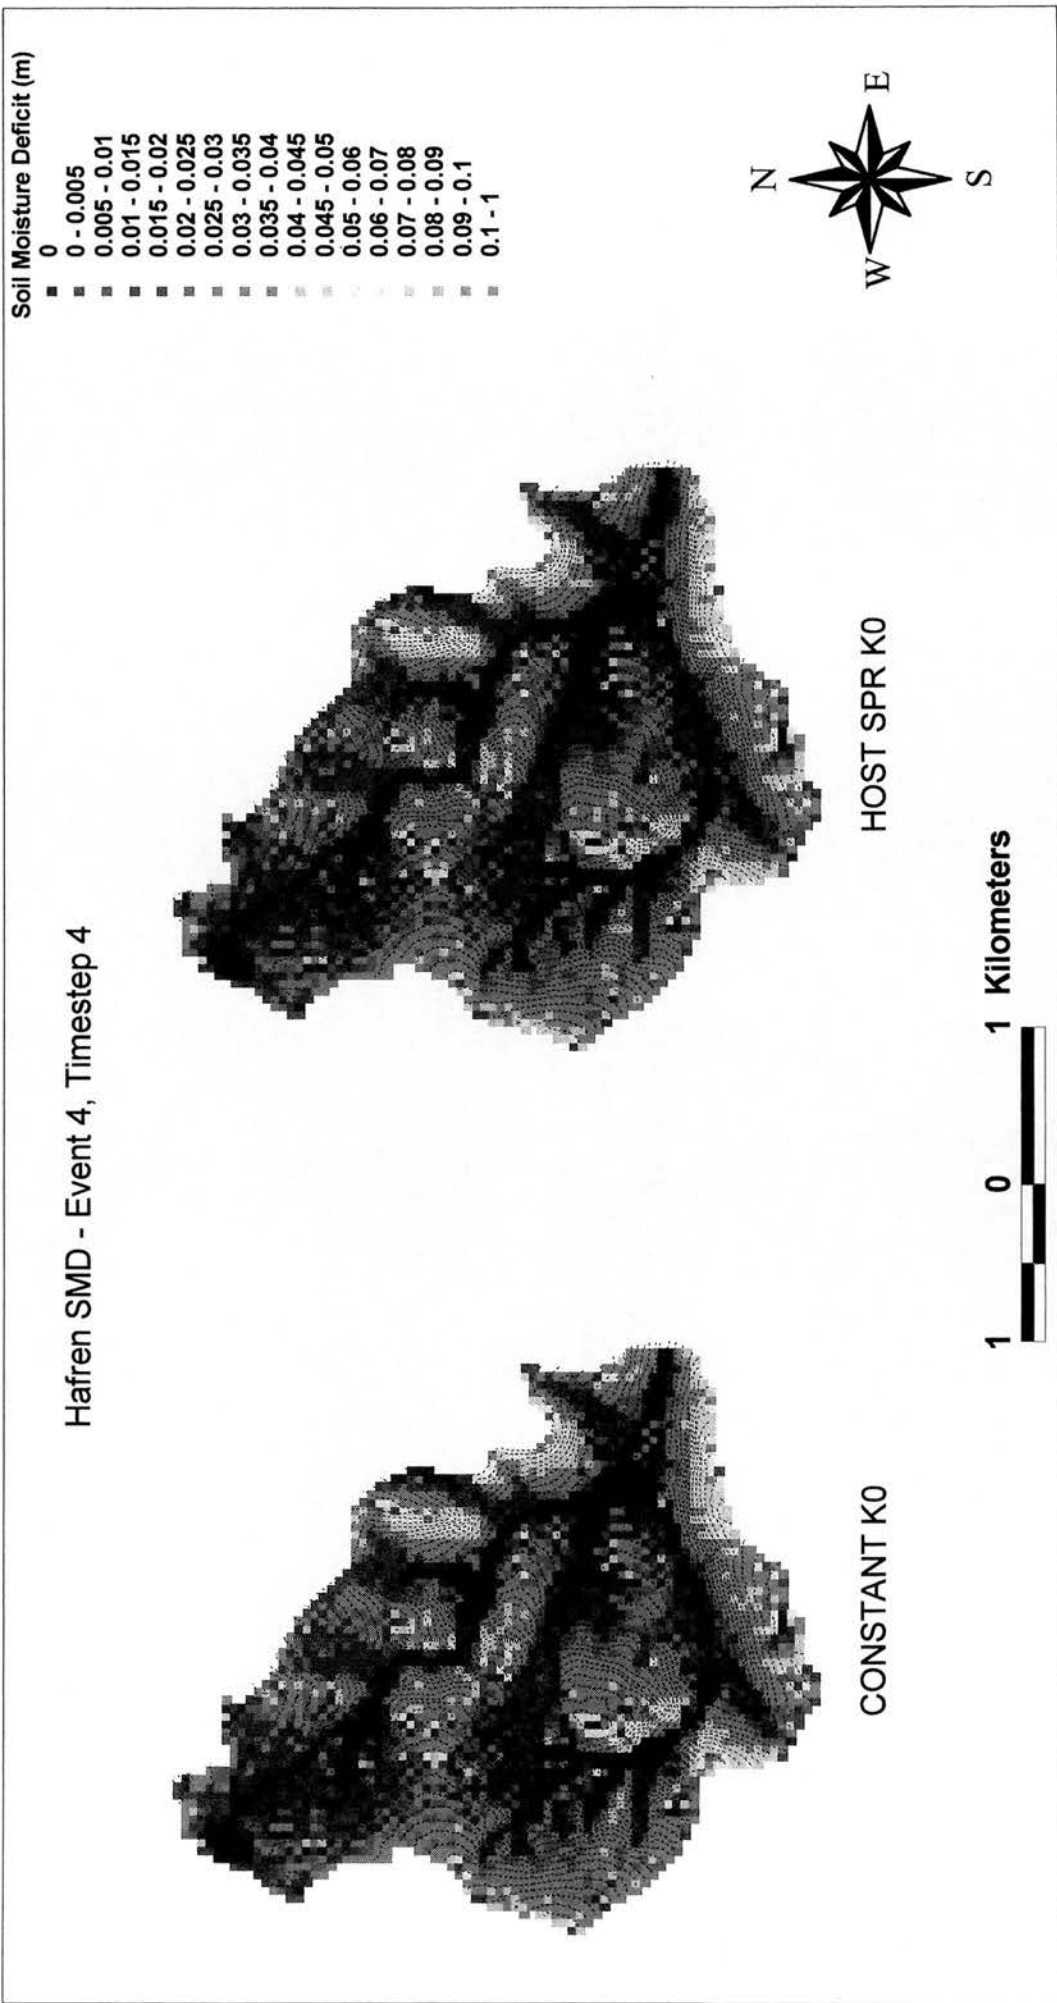 Hafren SMD - Event 4, Timestep 4
Soil Moisture Deficit (m)
0
0 - 0.005
0.005 - 0.01
0.01 - 0.015
0.015 - 0.02
0.02 - 0.025
0.025 - 0.03
0.03 - 0.035
0.035 - 0.04
0.04 - 0.045
0.045 - 0.05
0.05 - 0.06
0.06 - 0.07
0.07 - 0.08
0.08 - 0.09
0.09 - 0.1
0.1 - 1
N
W E
S
CONSTANT K0
HOST SPR K0
1 0 1 Kilometers